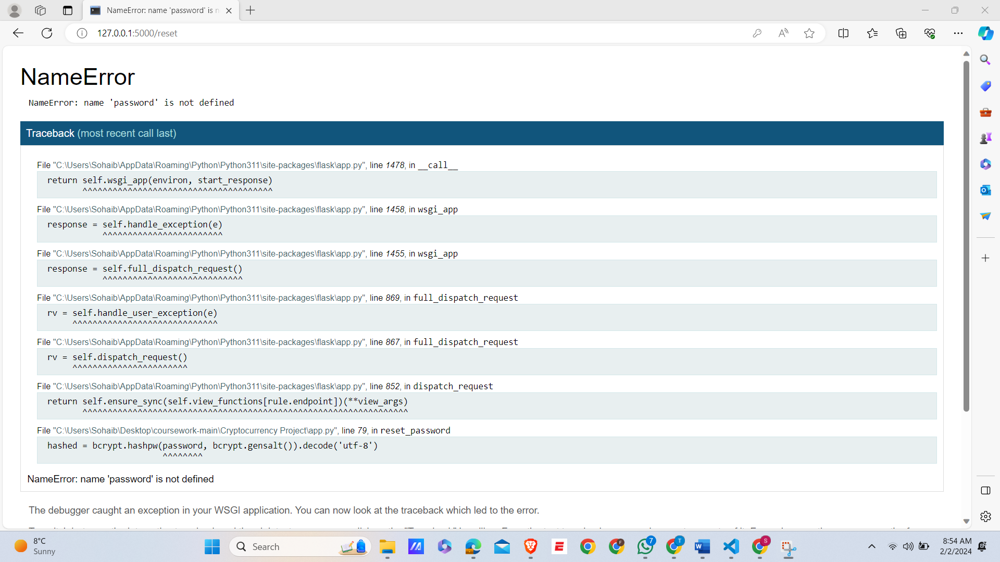 NameError: name 'password' is n
127.0.0.1:5000/reset
NameError
NameError: name 'password' is not defined
Traceback (most recent call last)
File "C:\Users\Sohaib\AppData\Roaming\Python\Python311\site-packages\flask\app.py", line 1478, in __call__
return self.wsgi_app(environ, start_response)
^^^^^^^^^^^^^^^^^^^^^^^^^^^^^^^^^^^^^^
File "C:\Users\Sohaib\AppData\Roaming\Python\Python311\site-packages\flask\app.py", line 1458, in wsgi_app
response = self.handle_exception(e)
^^^^^^^^^^^^^^^^^^^^^^^^
File "C:\Users\Sohaib\AppData\Roaming\Python\Python311\site-packages\flask\app.py", line 1455, in wsgi_app
response = self.full_dispatch_request()
^^^^^^^^^^^^^^^^^^^^^^^^^^^^
File "C:\Users\Sohaib\AppData\Roaming\Python\Python311\site-packages\flask\app.py", line 869, in full_dispatch_request
rv = self.handle_user_exception(e)
^^^^^^^^^^^^^^^^^^^^^^^^^^^^^
File "C:\Users\Sohaib\AppData\Roaming\Python\Python311\site-packages\flask\app.py", line 867, in full_dispatch_request
rv = self.dispatch_request()
^^^^^^^^^^^^^^^^^^^^^^^
File "C:\Users\Sohaib\AppData\Roaming\Python\Python311\site-packages\flask\app.py", line 852, in dispatch_request
return self.ensure_sync(self.view_functions[rule.endpoint])(**view_args)
^^^^^^^^^^^^^^^^^^^^^^^^^^^^^^^^^^^^^^^^^^^^^^^^^^^^^^^^^^^^^^^^^
File "C:\Users\Sohaib\Desktop\coursework-main\Cryptocurrency Project\app.py", line 79, in reset_password
hashed = bcrypt.hashpw(password, bcrypt.gensalt()).decode('utf-8')
^^^^^^^^
NameError: name 'password' is not defined
The debugger caught an exception in your WSGI application. You can now look at the traceback which led to the error.
8°C
Sunny
Search
7
8:54 AM
2/2/2024